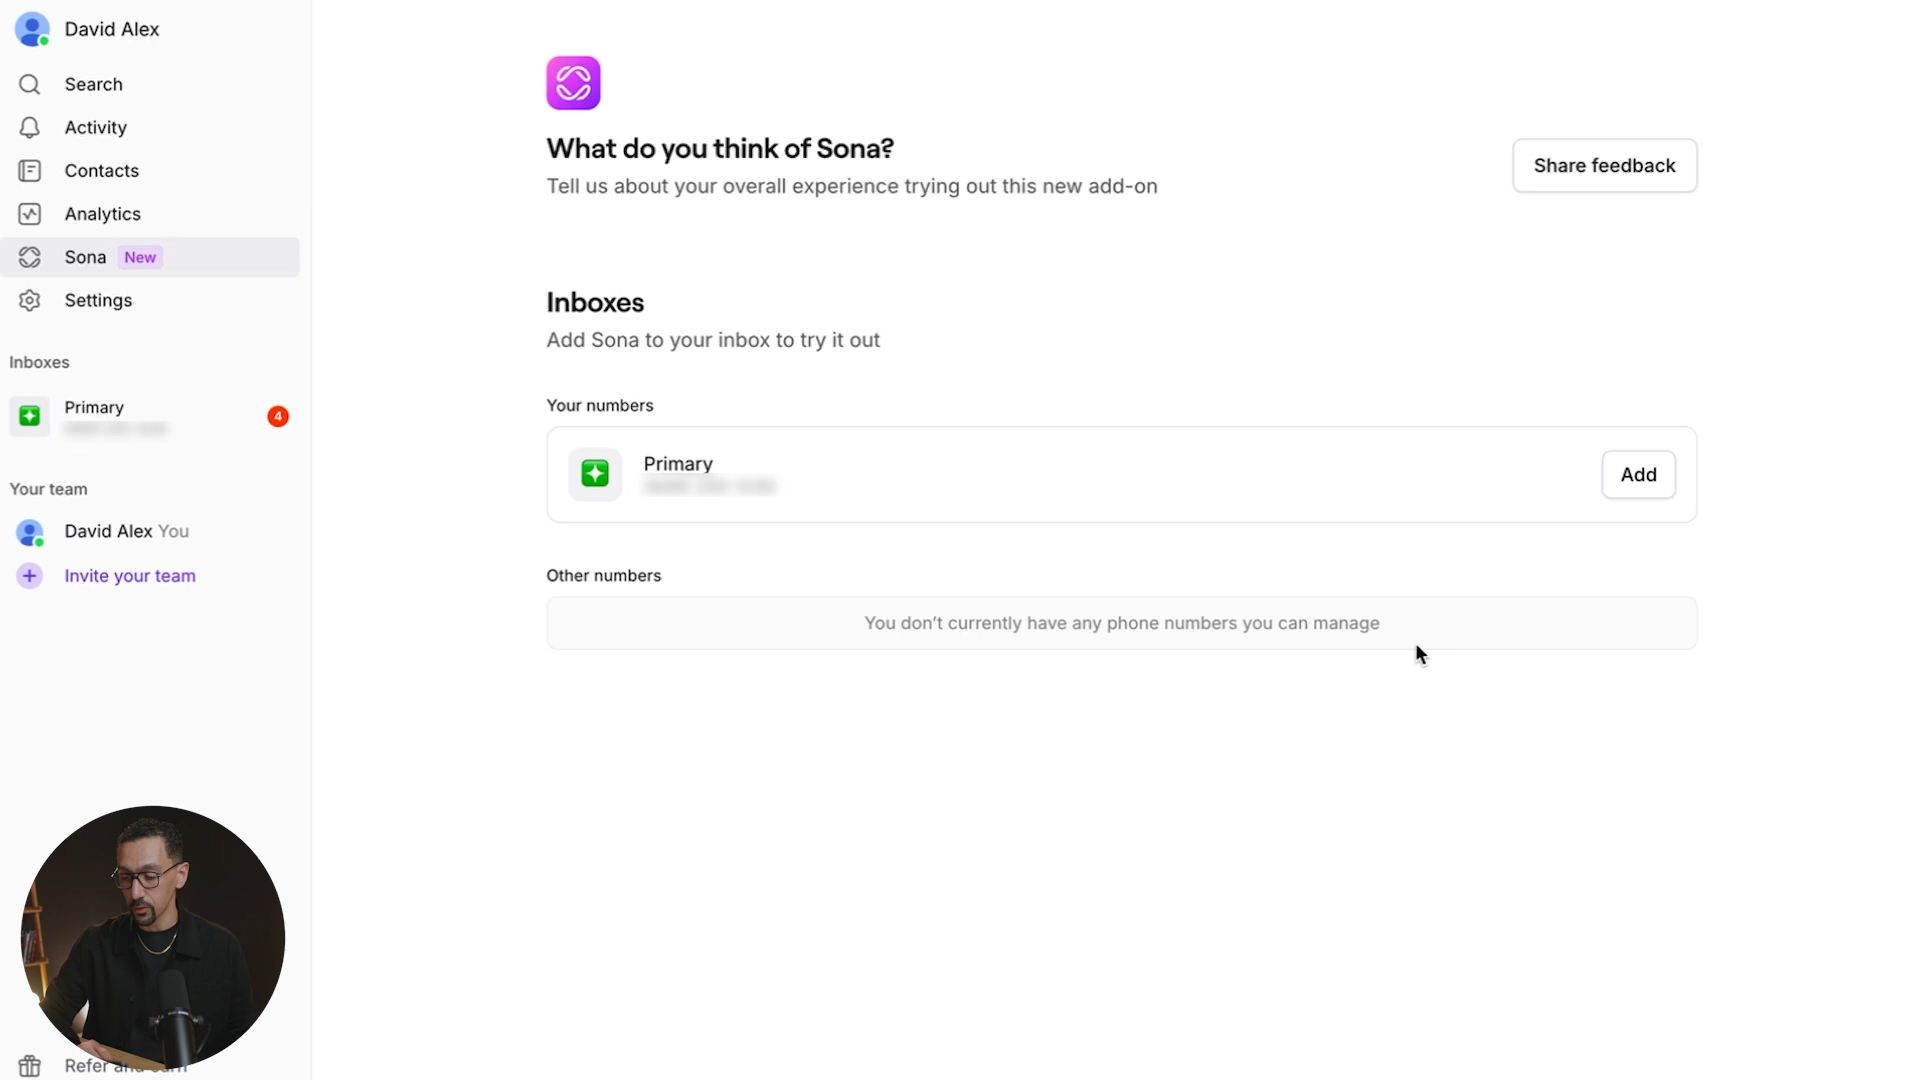 David Alex
Search
Activity
Contacts
Analytics
Sona New
Settings
Inboxes
Primary
4
Your team
David Alex You
Invite your team
Refer and earn
What do you think of Sona?
Tell us about your overall experience trying out this new add-on
Share feedback
Inboxes
Add Sona to your inbox to try it out
Your numbers
Primary
Add
Other numbers
You don’t currently have any phone numbers you can manage